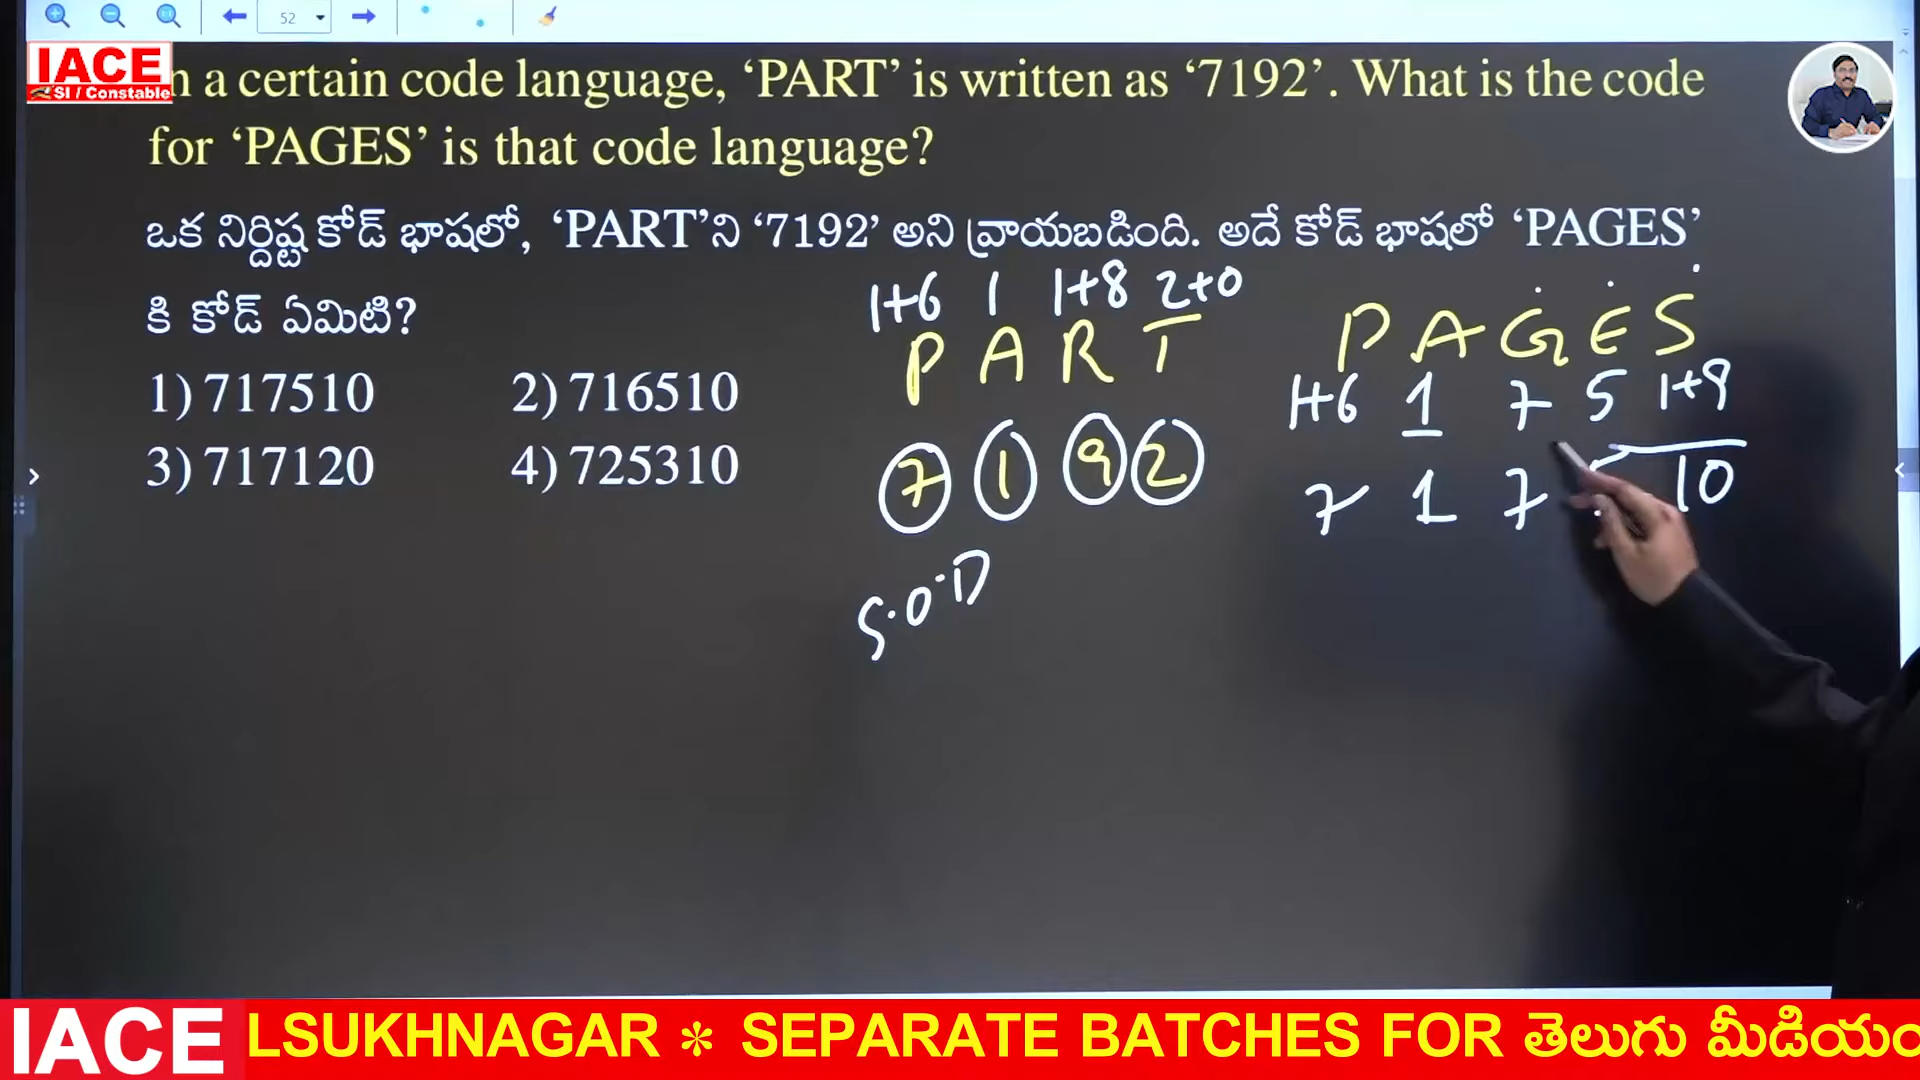 52
IACE
SI / Constable
n a certain code language, ‘PART’ is written as ‘7192’. What is the code
for ‘PAGES’ is that code language?
ఒక నిర్దిష్ట కోడ్ భాషలో, ‘PART’ని ‘7192’ అని వ్రాయబడింది. అదే కోడ్ భాషలో ‘PAGES’
కి కోడ్ ఏమిటి?
1) 717510 2) 716510
3) 717120 4) 725310
1+6 1 1+8 2+0
P A R T
7 1 9 2
S.O.D
P A G E S
1+6 1 7 5 1+9
7 1 7 10
IACE
LSUKHNAGAR * SEPARATE BATCHES FOR తెలుగు మీడియం